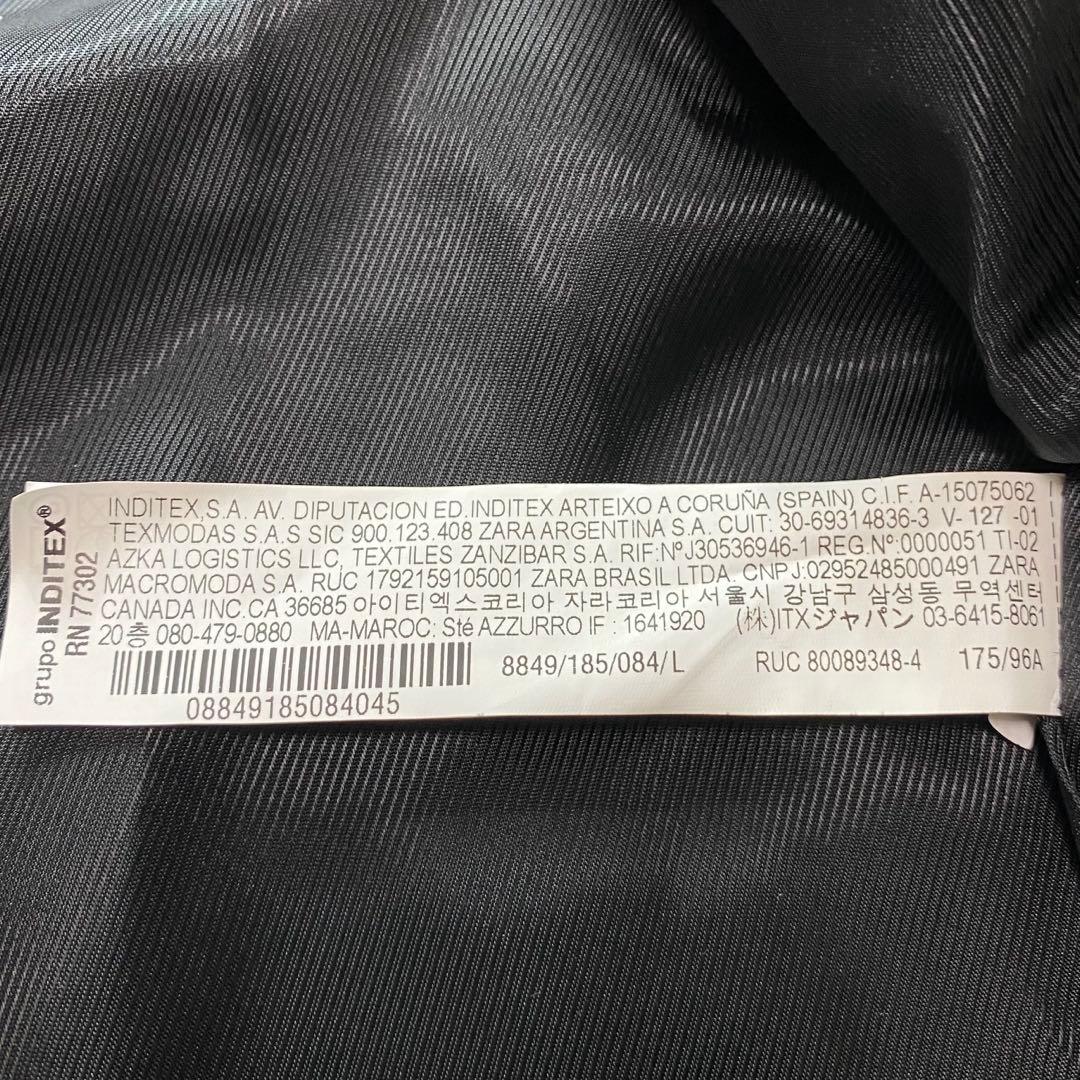 grupo INDITEX®
RN 77302
INDITEX,S.A. AV. DIPUTACION ED.INDITEX ARTEIXO A CORUÑA (SPAIN) C.I.F. A-15075062
TEXMODAS S.A.S SIC 900.123.408 ZARA ARGENTINA S.A. CUIT: 30-69314836-3 V- 127 -01
AZKA LOGISTICS LLC, TEXTILES ZANZIBAR S.A. RIF:NºJ30536946-1 REG.Nº:0000051 TI-02
MACROMODA S.A. RUC 1792159105001 ZARA BRASIL LTDA. CNPJ:02952485000491 ZARA
CANADA INC.CA 36685 아이티엑스코리아 자라코리아 서울시 강남구 삼성동 무역센터
20층 080-479-0880 MA-MAROC: Sté AZZURRO IF : 1641920 (株)ITXジャパン 03-6415-8061
8849/185/084/L RUC 80089348-4 175/96A
08849185084045